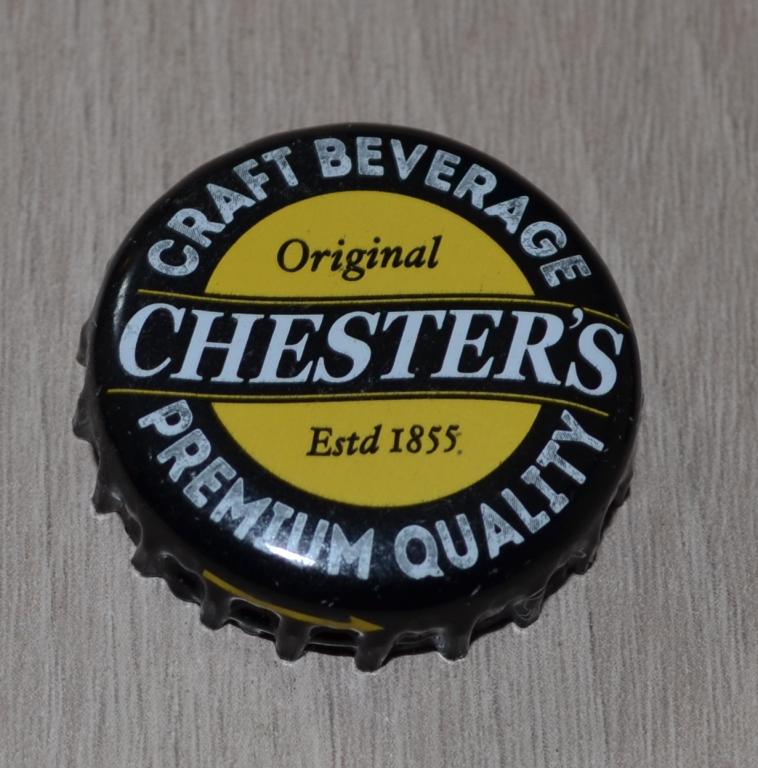 CRAFT BEVERAGE
Original
CHESTER'S
Estd 1855
PREMIUM QUALITY